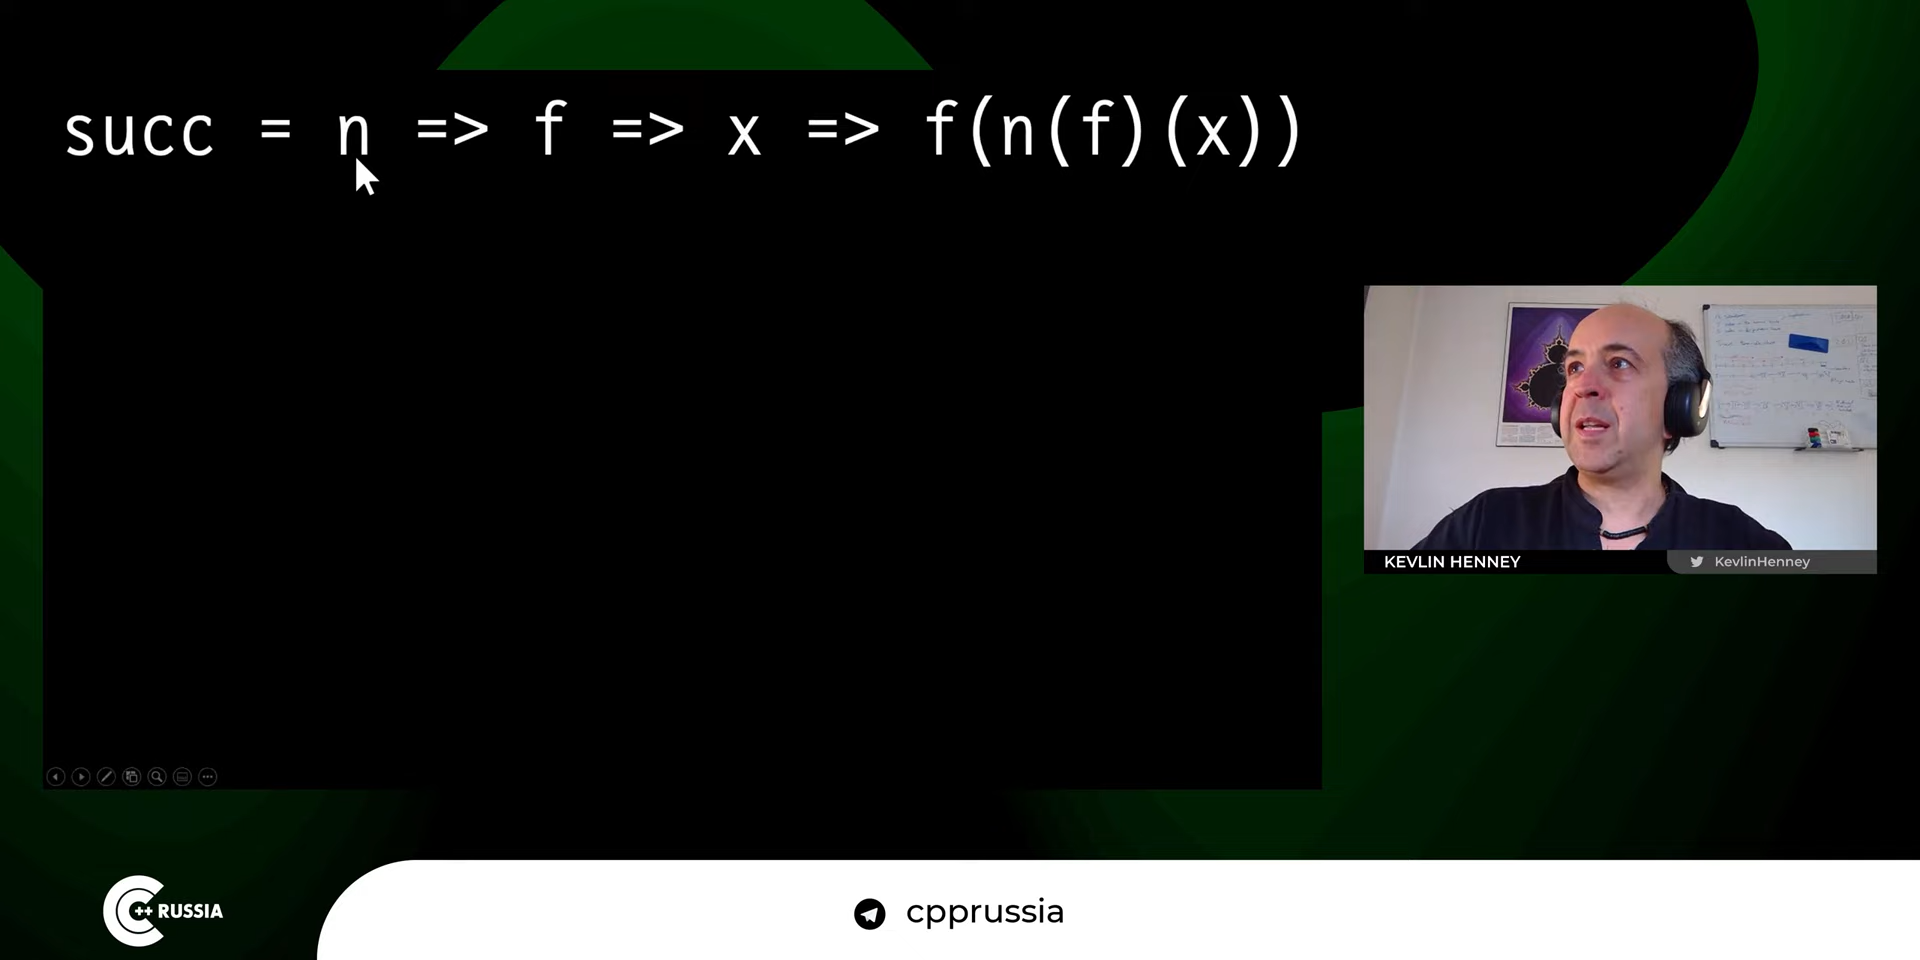 succ = n => f => x => f(n(f)(x))
KEVLIN HENNEY
KevlinHenney
C++ RUSSIA
cpprussia